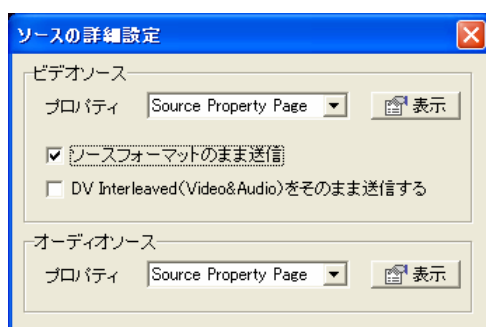 ソースの詳細設定
ビデオソース
プロパティ Source Property Page 表示
ソースフォーマットのまま送信
DV Interleaved(Video&Audio)をそのまま送信する
オーディオソース
プロパティ Source Property Page 表示